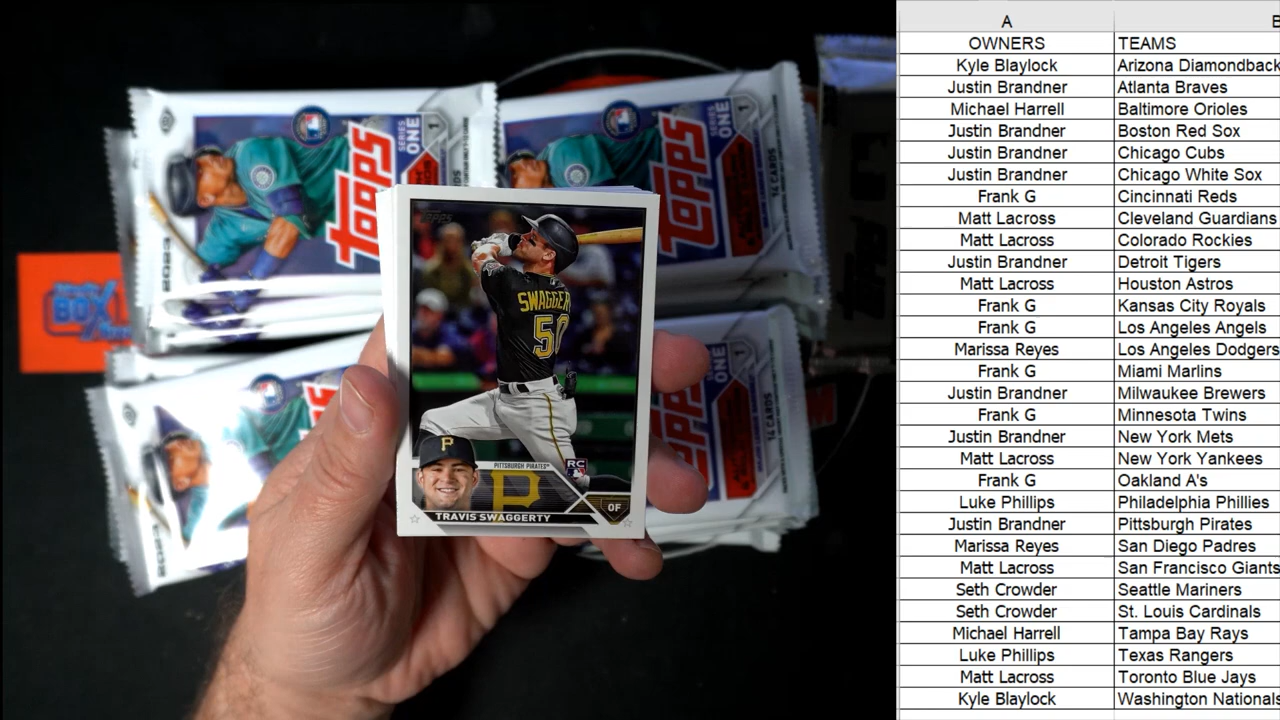 A
B
OWNERS TEAMS
Kyle Blaylock Arizona Diamondback
Justin Brandner Atlanta Braves
Michael Harrell Baltimore Orioles
Justin Brandner Boston Red Sox
Justin Brandner Chicago Cubs
Justin Brandner Chicago White Sox
Frank G Cincinnati Reds
Matt Lacross Cleveland Guardians
Matt Lacross Colorado Rockies
Justin Brandner Detroit Tigers
Matt Lacross Houston Astros
Frank G Kansas City Royals
Frank G Los Angeles Angels
Marissa Reyes Los Angeles Dodgers
Frank G Miami Marlins
Justin Brandner Milwaukee Brewers
Frank G Minnesota Twins
Justin Brandner New York Mets
Matt Lacross New York Yankees
Frank G Oakland A's
Luke Phillips Philadelphia Phillies
Justin Brandner Pittsburgh Pirates
Marissa Reyes San Diego Padres
Matt Lacross San Francisco Giants
Seth Crowder Seattle Mariners
Seth Crowder St. Louis Cardinals
Michael Harrell Tampa Bay Rays
Luke Phillips Texas Rangers
Matt Lacross Toronto Blue Jays
Kyle Blaylock Washington Nationals
TOPPS
SERIES
ONE
1
2023
TOPPS
SERIES
ONE
1
14 CARDS
BOX
TOPPS
SWAGGER
50
P
RC
PITTSBURGH PIRATES
P
OF
TRAVIS SWAGGERTY
1
14 CARDS
2023